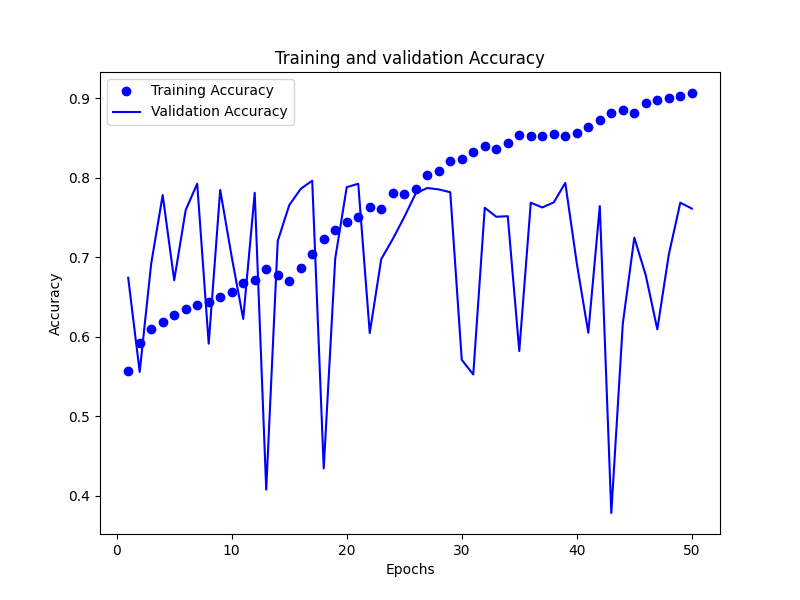 Training and validation Accuracy
Training Accuracy
Validation Accuracy
0.9
0.8
0.7
0.6
0.5
0.4
Accuracy
0 10 20 30 40 50
Epochs